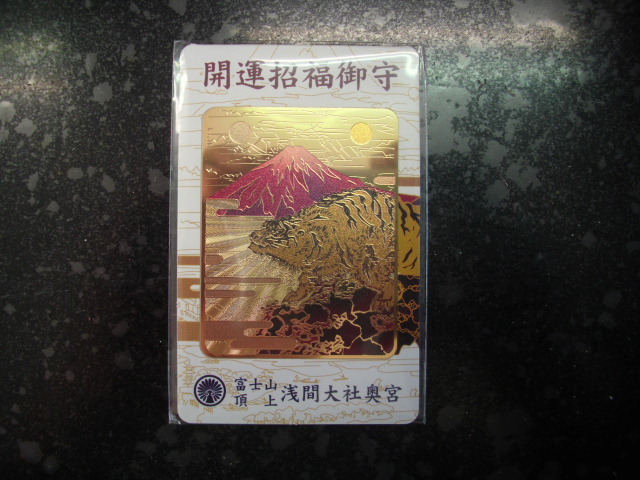 開運招福御守
富士山
頂上
浅間大社奥宮